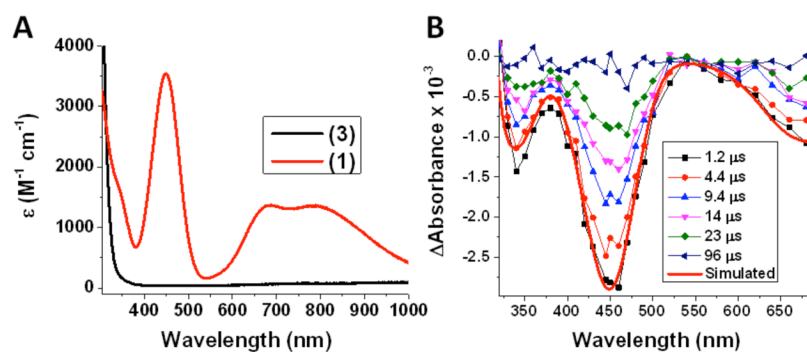 A
ε (M⁻¹ cm⁻¹)
4000
3000
2000
1000
0
400 500 600 700 800 900 1000
Wavelength (nm)
(3)
(1)
B
ΔAbsorbance x 10⁻³
0.0
-0.5
-1.0
-1.5
-2.0
-2.5
350 400 450 500 550 600 650
Wavelength (nm)
1.2 μs
4.4 μs
9.4 μs
14 μs
23 μs
96 μs
Simulated